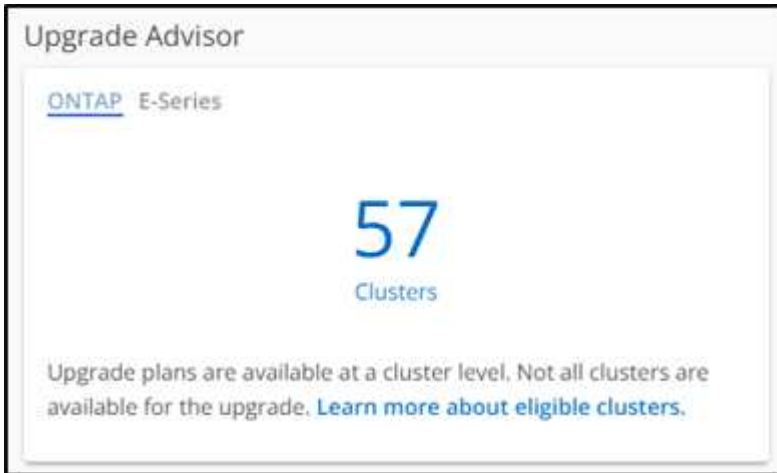 Upgrade Advisor
ONTAP E-Series
57
Clusters
Upgrade plans are available at a cluster level. Not all clusters are
available for the upgrade. Learn more about eligible clusters.